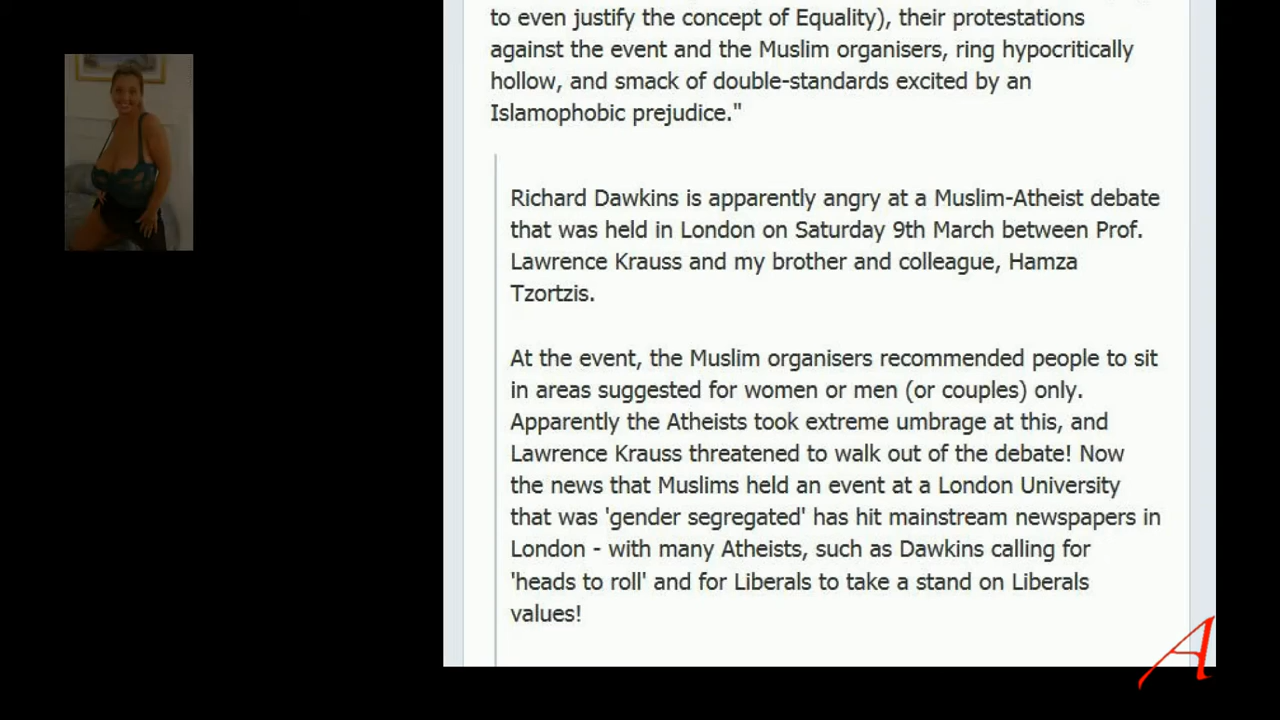 to even justify the concept of Equality), their protestations
against the event and the Muslim organisers, ring hypocritically
hollow, and smack of double-standards excited by an
Islamophobic prejudice."
Richard Dawkins is apparently angry at a Muslim-Atheist debate
that was held in London on Saturday 9th March between Prof.
Lawrence Krauss and my brother and colleague, Hamza
Tzortzis.
At the event, the Muslim organisers recommended people to sit
in areas suggested for women or men (or couples) only.
Apparently the Atheists took extreme umbrage at this, and
Lawrence Krauss threatened to walk out of the debate! Now
the news that Muslims held an event at a London University
that was 'gender segregated' has hit mainstream newspapers in
London - with many Atheists, such as Dawkins calling for
'heads to roll' and for Liberals to take a stand on Liberals
values!
A